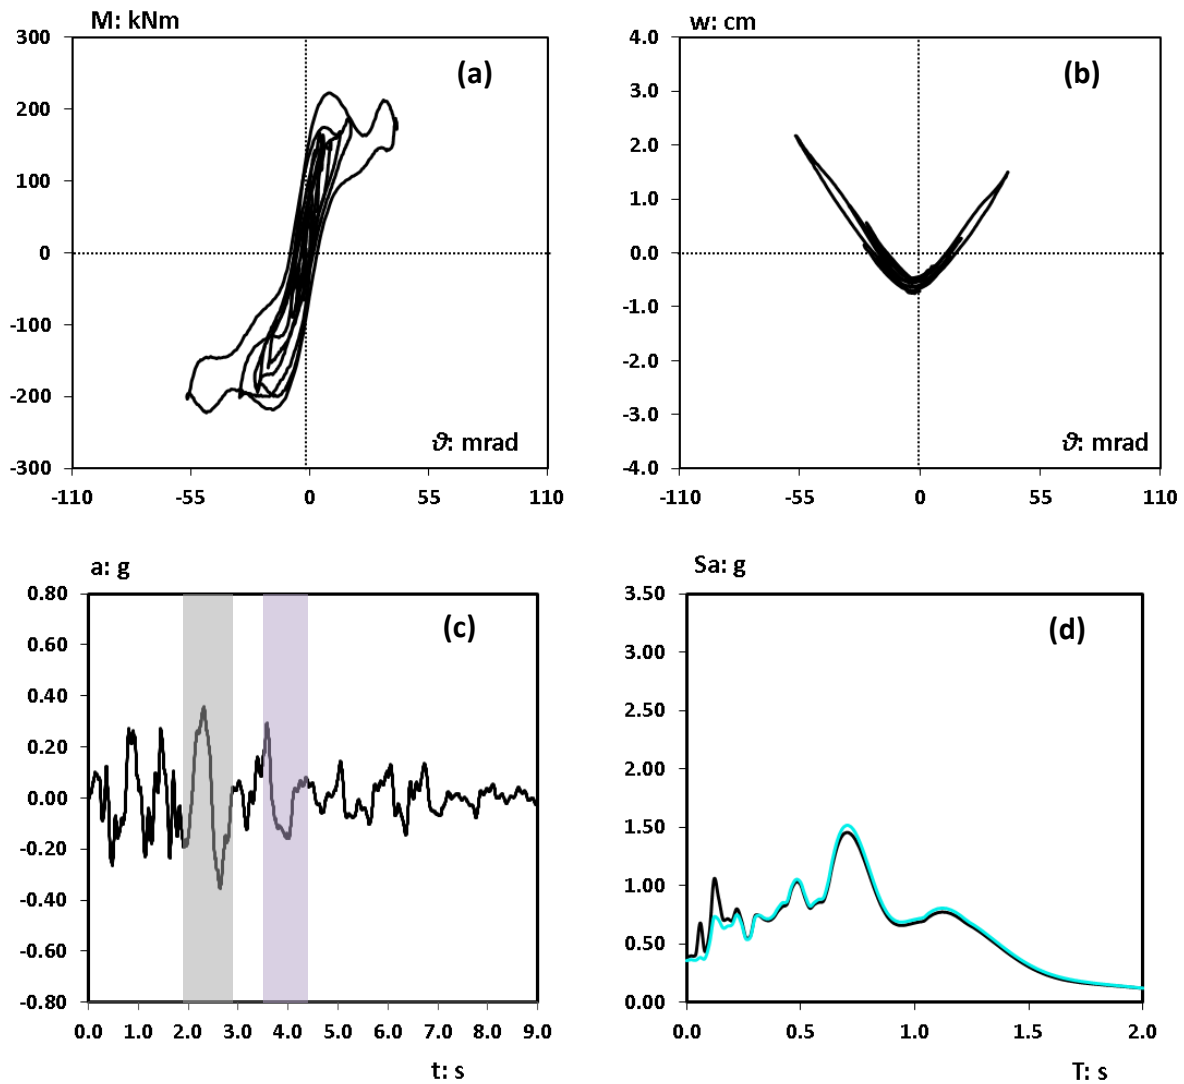 M: kNm
(a)
300
200
100
0
-100
-200
-300
ϑ: mrad
-110 -55 0 55 110
w: cm
(b)
4.0
3.0
2.0
1.0
0.0
-1.0
-2.0
-3.0
-4.0
ϑ: mrad
-110 -55 0 55 110
a: g
(c)
0.80
0.60
0.40
0.20
0.00
-0.20
-0.40
-0.60
-0.80
0.0 1.0 2.0 3.0 4.0 5.0 6.0 7.0 8.0 9.0
t: s
Sa: g
(d)
3.50
3.00
2.50
2.00
1.50
1.00
0.50
0.00
0.0 0.5 1.0 1.5 2.0
T: s